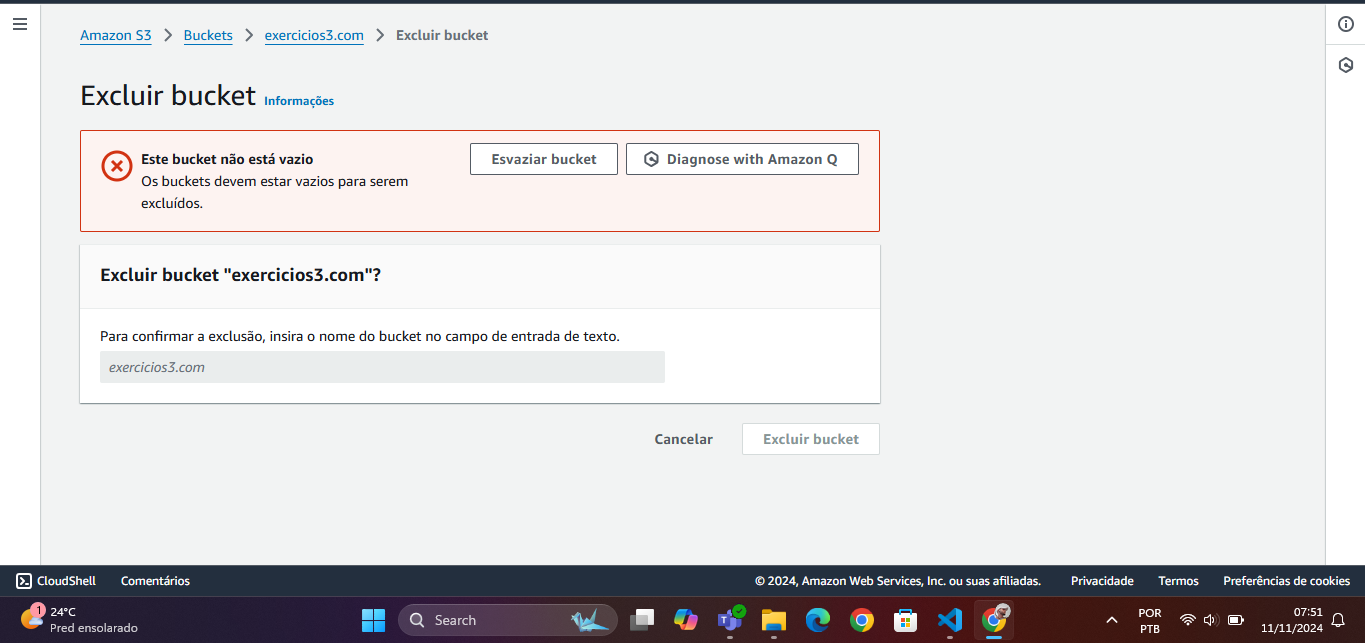 Amazon S3 > Buckets > exercicios3.com > Excluir bucket
Excluir bucket Informações
Este bucket não está vazio
Os buckets devem estar vazios para serem
excluídos.
Esvaziar bucket
Diagnose with Amazon Q
Excluir bucket "exercicios3.com"?
Para confirmar a exclusão, insira o nome do bucket no campo de entrada de texto.
exercicios3.com
Cancelar
Excluir bucket
CloudShell Comentários © 2024, Amazon Web Services, Inc. ou suas afiliadas. Privacidade Termos Preferências de cookies
1
24°C
Pred ensolarado
Search
POR
PTB
07:51
11/11/2024